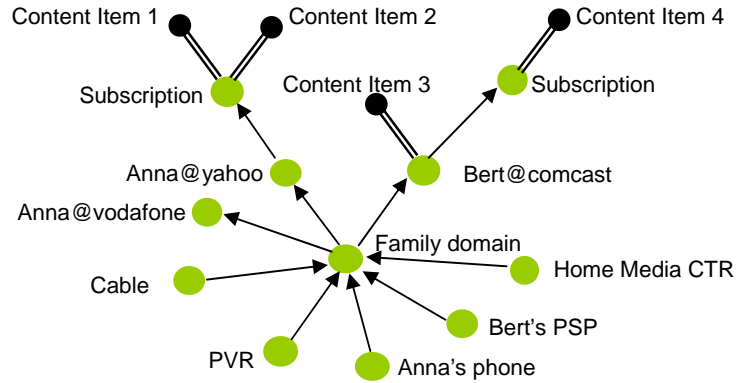 Content Item 1
Content Item 2
Content Item 4
Content Item 3
Subscription
Subscription
Anna@yahoo
Bert@comcast
Anna@vodafone
Family domain
Cable
Home Media CTR
Bert's PSP
PVR
Anna's phone